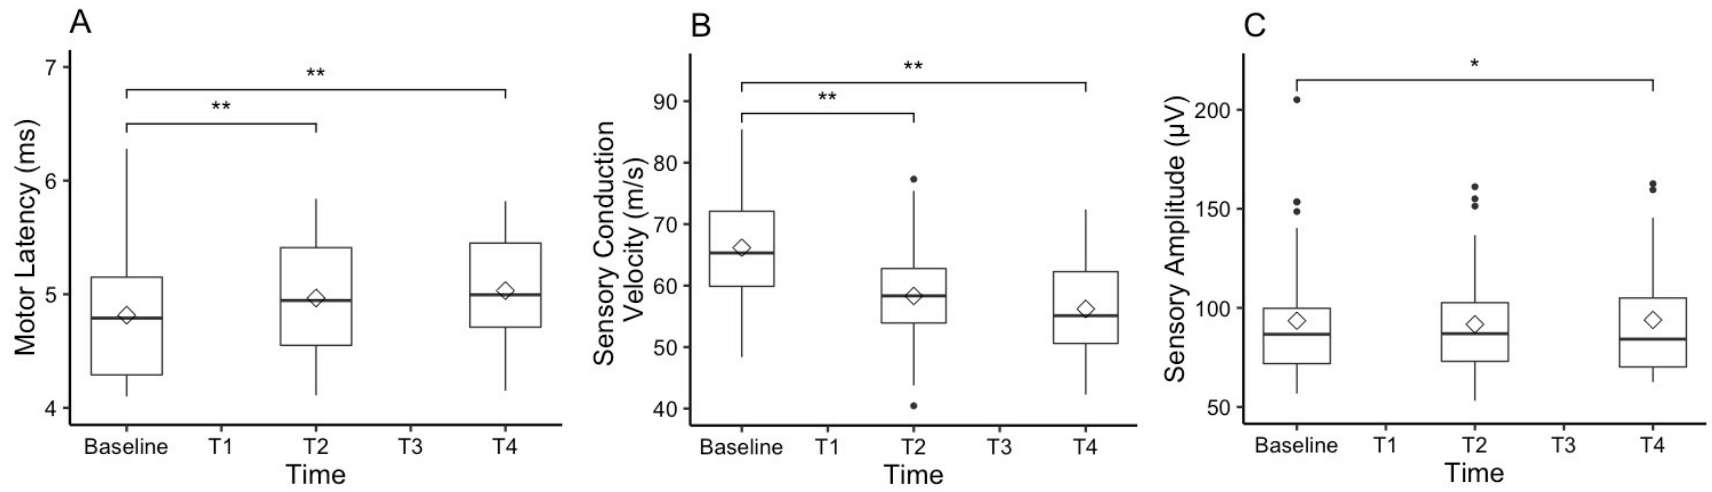 A
Motor Latency (ms)
7
6
5
4
**
**
Baseline
T1
T2
T3
T4
Time
B
Sensory Conduction
Velocity (m/s)
90
80
70
60
50
40
**
**
Baseline
T1
T2
T3
T4
Time
C
Sensory Amplitude (µV)
200
150
100
50
*
Baseline
T1
T2
T3
T4
Time